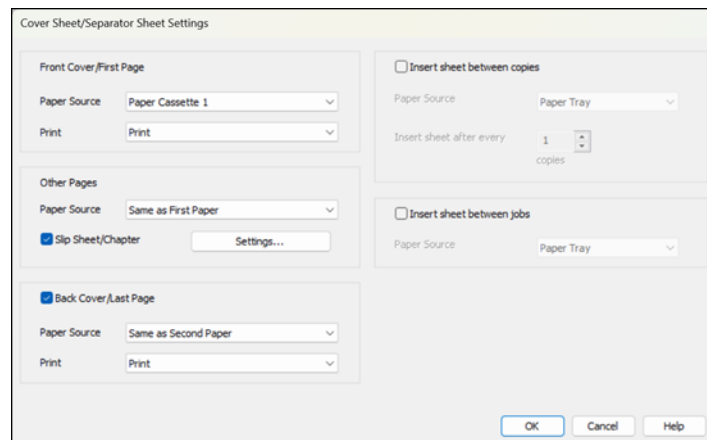 Cover Sheet/Separator Sheet Settings
Front Cover/First Page
Paper Source Paper Cassette 1
Print Print
Other Pages
Paper Source Same as First Paper
Slip Sheet/Chapter Settings...
Back Cover/Last Page
Paper Source Same as Second Paper
Print Print
Insert sheet between copies
Paper Source Paper Tray
Insert sheet after every 1
copies
Insert sheet between jobs
Paper Source Paper Tray
OK Cancel Help